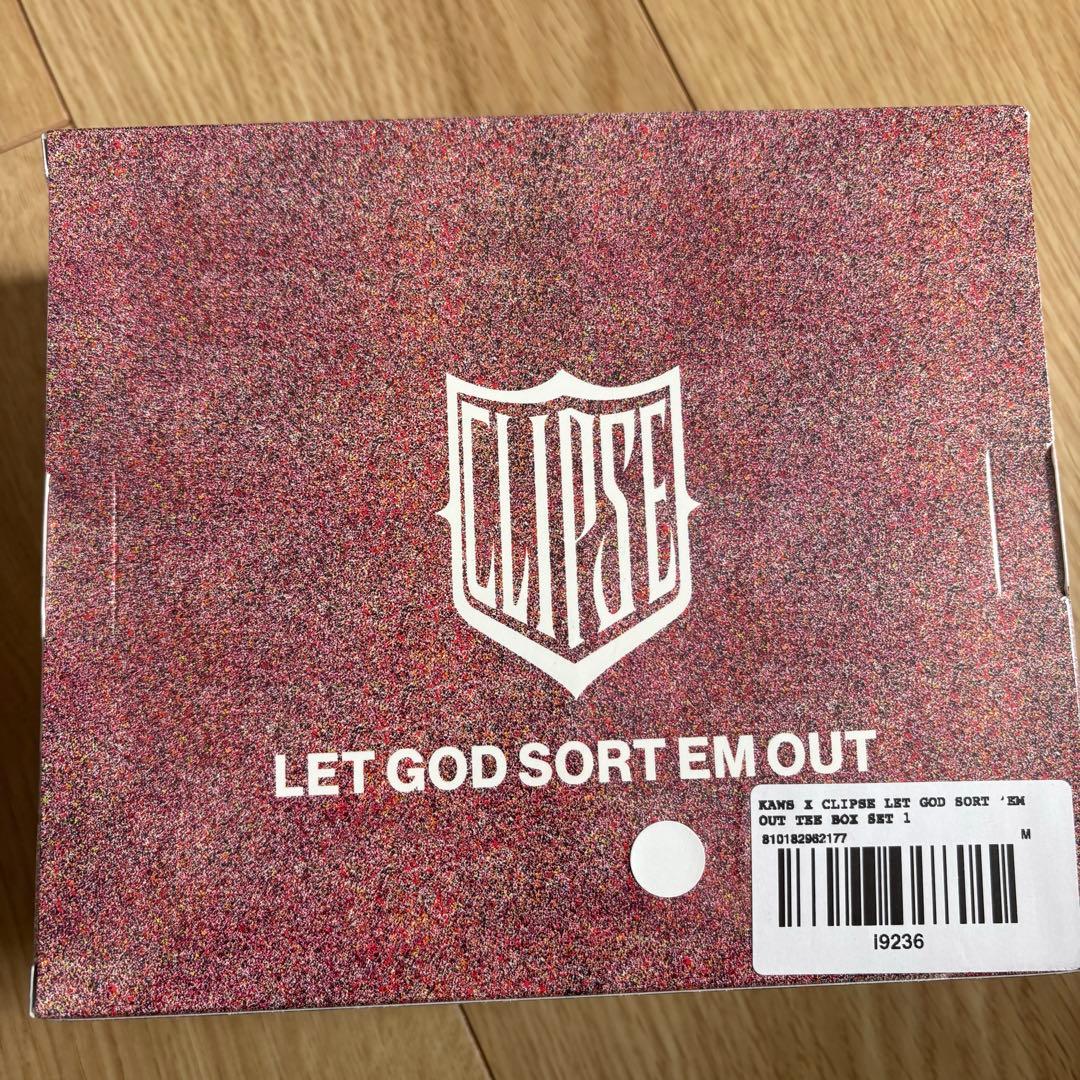 CLIPSE
LET GOD SORT EM OUT
KAWS X CLIPSE LET GOD SORT 'EM
OUT TEE BOX SET 1
810182962177 M
i9236